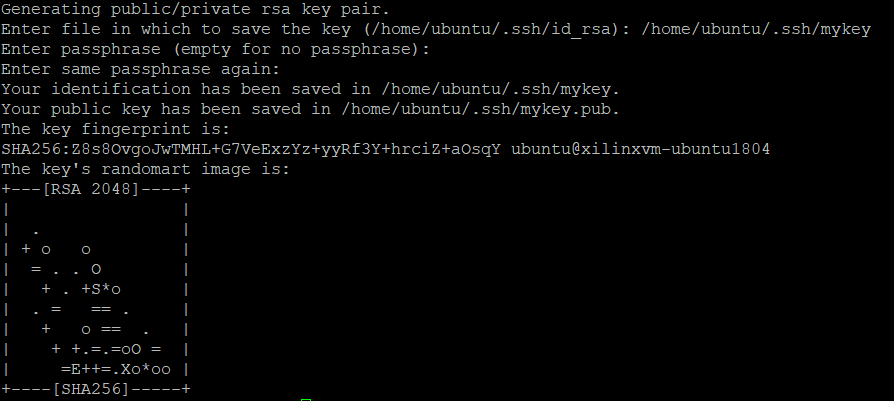 Generating public/private rsa key pair.
Enter file in which to save the key (/home/ubuntu/.ssh/id_rsa): /home/ubuntu/.ssh/mykey
Enter passphrase (empty for no passphrase):
Enter same passphrase again:
Your identification has been saved in /home/ubuntu/.ssh/mykey.
Your public key has been saved in /home/ubuntu/.ssh/mykey.pub.
The key fingerprint is:
SHA256:Z8s8OvgoJwTMHL+G7VeExzYz+yyRf3Y+hrciZ+aOsqY ubuntu@xilinxvm-ubuntu1804
The key's randomart image is:
+---[RSA 2048]----+
|                 |
|  .              |
| + o   o         |
|  = . . O        |
|   + . +S*o      |
|  . =   == .     |
|   +   o ==  .   |
|    + +.=.=oO =  |
|     =E++=.Xo*oo |
+----[SHA256]-----+